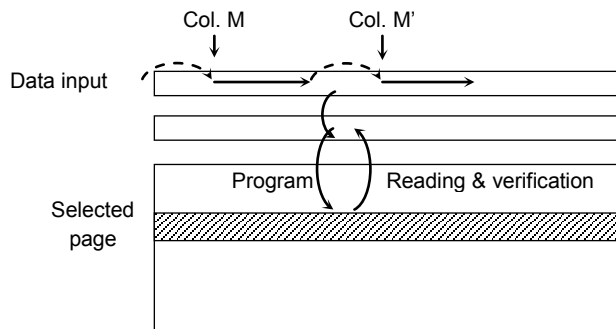 Col. M Col. M’
Data input
Program Reading & verification
Selected
page